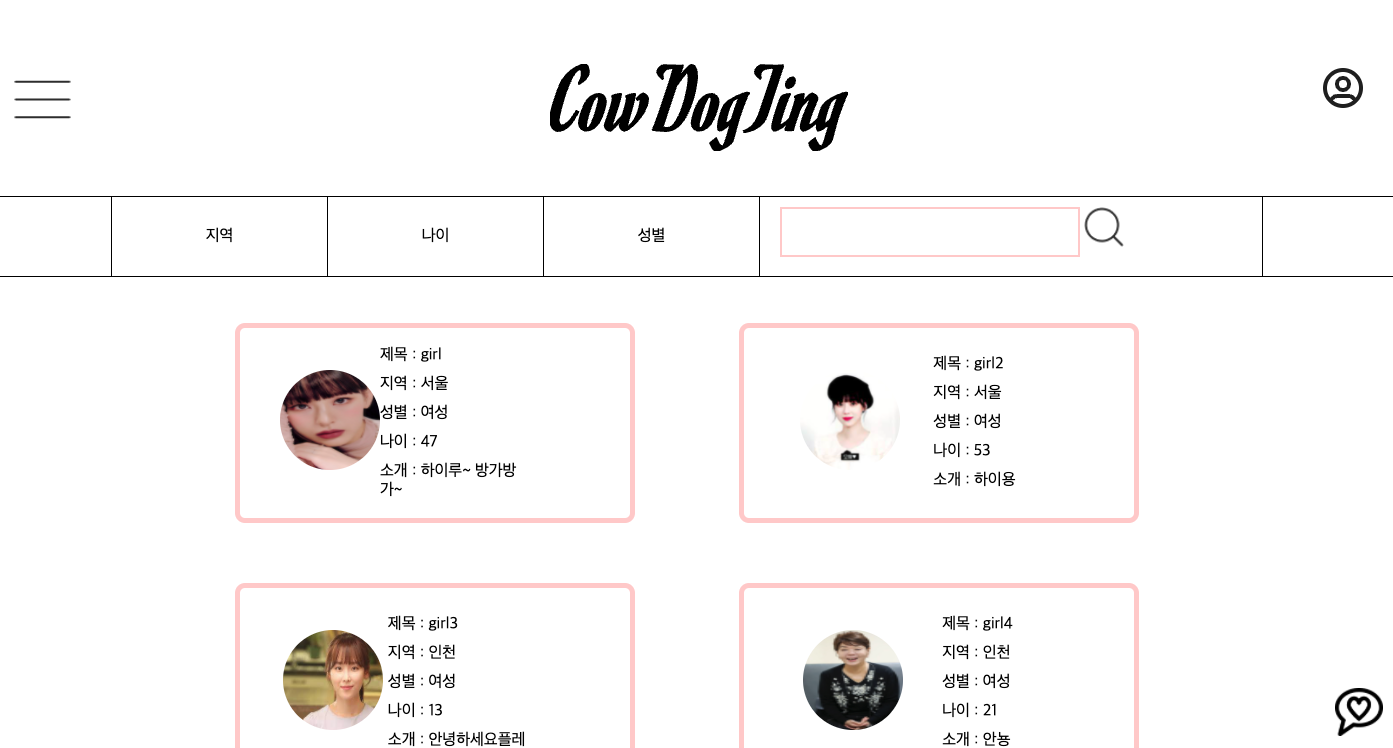 CowDogJing
지역
나이
성별
제목 : girl
지역 : 서울
성별 : 여성
나이 : 47
소개 : 하이루~ 방가방
가~
제목 : girl2
지역 : 서울
성별 : 여성
나이 : 53
소개 : 하이용
제목 : girl3
지역 : 인천
성별 : 여성
나이 : 13
소개 : 안녕하세요플레
제목 : girl4
지역 : 인천
성별 : 여성
나이 : 21
소개 : 안뇽